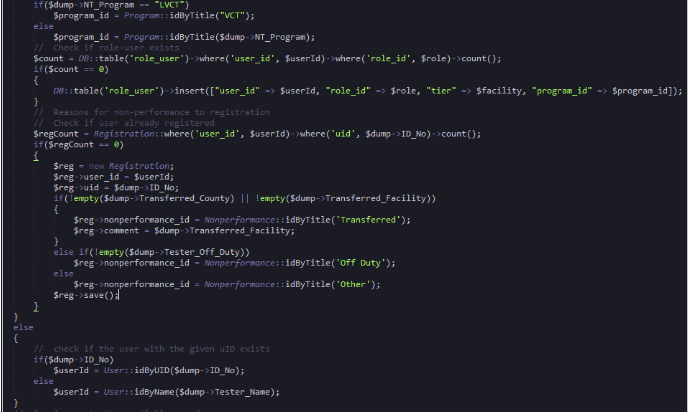 if($dump->NT_Program == "LVCT")
$program_id = Program::idByTitle("VCT");
else
$program_id = Program::idByTitle($dump->NT_Program);
// Check if role-user exists
$count = DB::table('role_user')->where('user_id', $userId)->where('role_id', $role)->count();
if($count == 0)
{
DB::table('role_user')->insert(["user_id" => $userId, "role_id" => $role, "tier" => $facility, "program_id" => $program_id]);
}
// Reasons for non-performance to registration
// Check if user already registered
$regCount = Registration::where('user_id', $userId)->where('uid', $dump->ID_No)->count();
if($regCount == 0)
{
$reg = new Registration;
$reg->user_id = $userId;
$reg->uid = $dump->ID_No;
if(!empty($dump->Transferred_County) || !empty($dump->Transferred_Facility))
{
$reg->nonperformance_id = Nonperformance::idByTitle('Transferred');
$reg->comment = $dump->Transferred_Facility;
}
else if(!empty($dump->Tester_Off_Duty))
$reg->nonperformance_id = Nonperformance::idByTitle('Off Duty');
else
$reg->nonperformance_id = Nonperformance::idByTitle('Other');
$reg->save();
}
}
else
{
// check if the user with the given uID exists
if($dump->ID_No)
$userId = User::idByUID($dump->ID_No);
else
$userId = User::idByName($dump->Tester_Name);
}